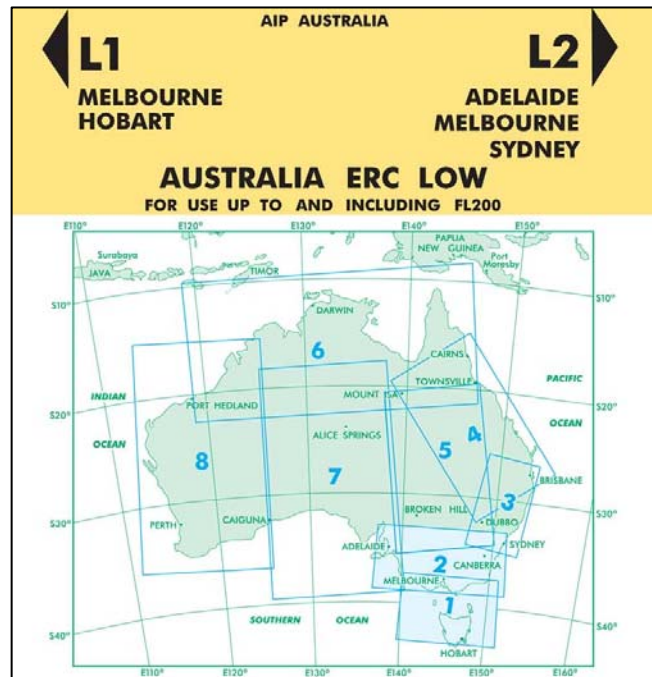 AIP AUSTRALIA
L1
L2
MELBOURNE
HOBART
ADELAIDE
MELBOURNE
SYDNEY
AUSTRALIA ERC LOW
FOR USE UP TO AND INCLUDING FL200
E110°
E120°
E130°
E140°
E150°
Surabaya
JAVA
TIMOR
PAPUA
NEW GUINEA
Port
Moresby
S10°
S10°
DARWIN
6
CAIRNS
TOWNSVILLE
MOUNT ISA
PORT HEDLAND
INDIAN
OCEAN
PACIFIC
OCEAN
S20°
S20°
ALICE SPRINGS
4
5
8
7
3
BRISBANE
BROKEN HILL
DUBBO
PERTH
CAIGUNA
S30°
S30°
ADELAIDE
SYDNEY
2
CANBERRA
MELBOURNE
1
SOUTHERN OCEAN
HOBART
S40°
S40°
E110°
E120°
E130°
E140°
E150°
E160°